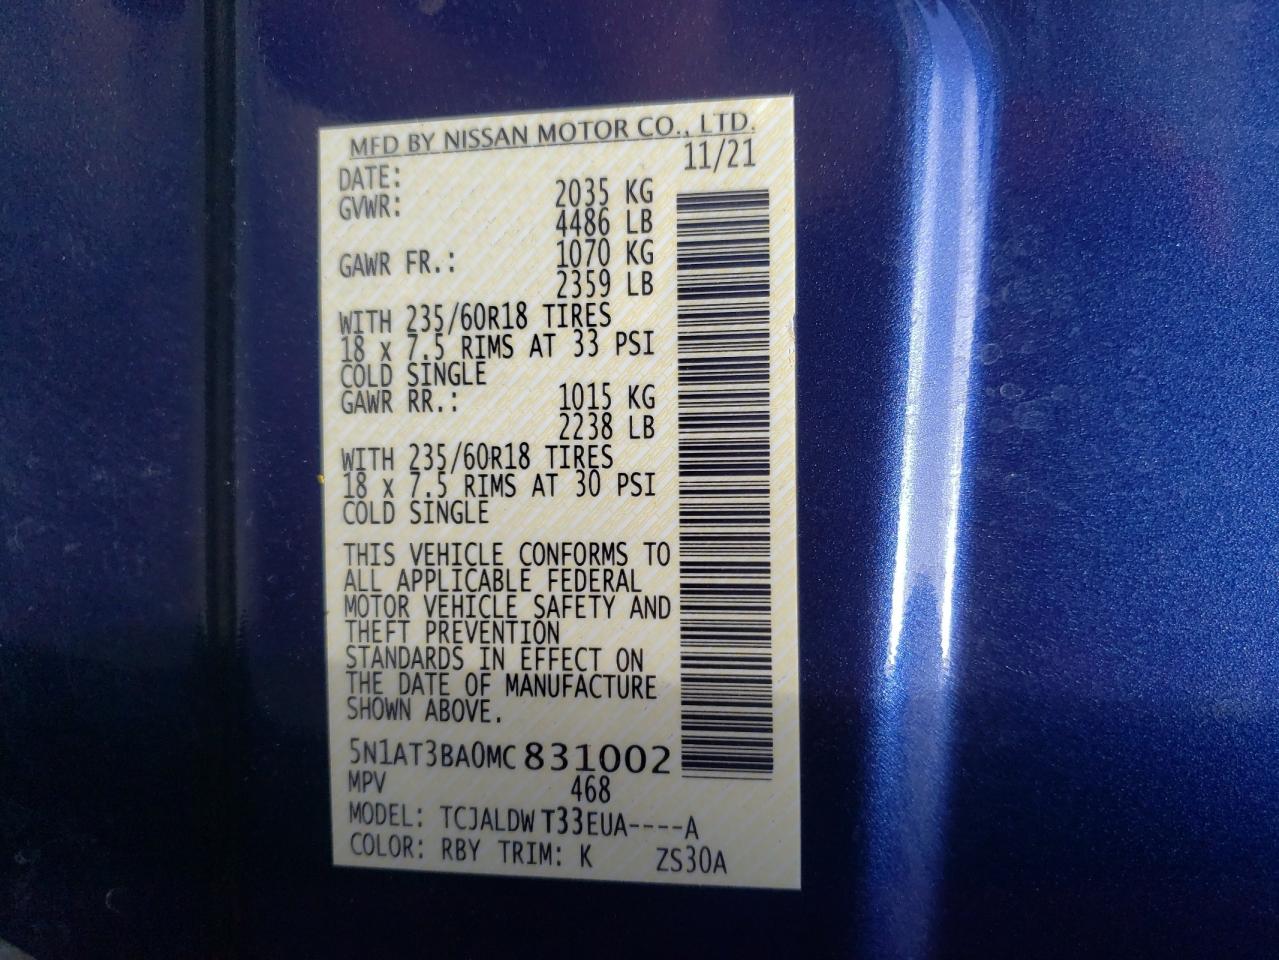 MFD BY NISSAN MOTOR CO., LTD.
DATE: 11/21
GVWR: 2035 KG
4486 LB
GAWR FR.: 1070 KG
2359 LB
WITH 235/60R18 TIRES
18 x 7.5 RIMS AT 33 PSI
COLD SINGLE
GAWR RR.: 1015 KG
2238 LB
WITH 235/60R18 TIRES
18 x 7.5 RIMS AT 30 PSI
COLD SINGLE
THIS VEHICLE CONFORMS TO
ALL APPLICABLE FEDERAL
MOTOR VEHICLE SAFETY AND
THEFT PREVENTION
STANDARDS IN EFFECT ON
THE DATE OF MANUFACTURE
SHOWN ABOVE.
5N1AT3BA0MC 831002
MPV 468
MODEL: TCJALDW T33EUA----A
COLOR: RBY TRIM: K ZS30A